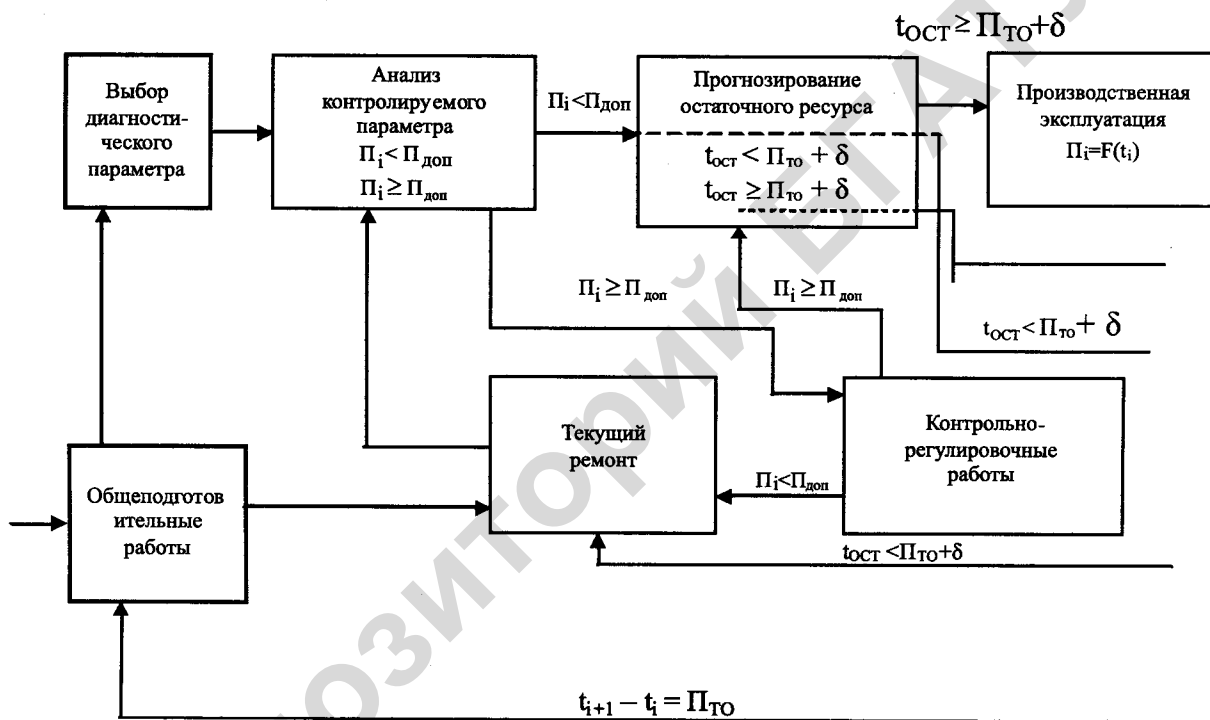 tОСТ ≥ ПТО+δ
Выбор
диагности-
ческого
параметра
Анализ
контролируемого
параметра
Пi < Пдоп
Пi ≥ Пдоп
Пi<Пдоп
Прогнозирование
остаточного ресурса
tост < Пто + δ
tост ≥ Пто + δ
Производственная
эксплуатация
Пi=F(ti)
Пi ≥ Пдоп
Пi ≥ Пдоп
tОСТ< ПТО+ δ
Текущий
ремонт
Контрольно-
регулировочные
работы
Пi<Пдоп
Общеподготов
ительные
работы
tОСТ <ПТО+δ
ti+1 – ti = ПТО
озиторий БГАТУ